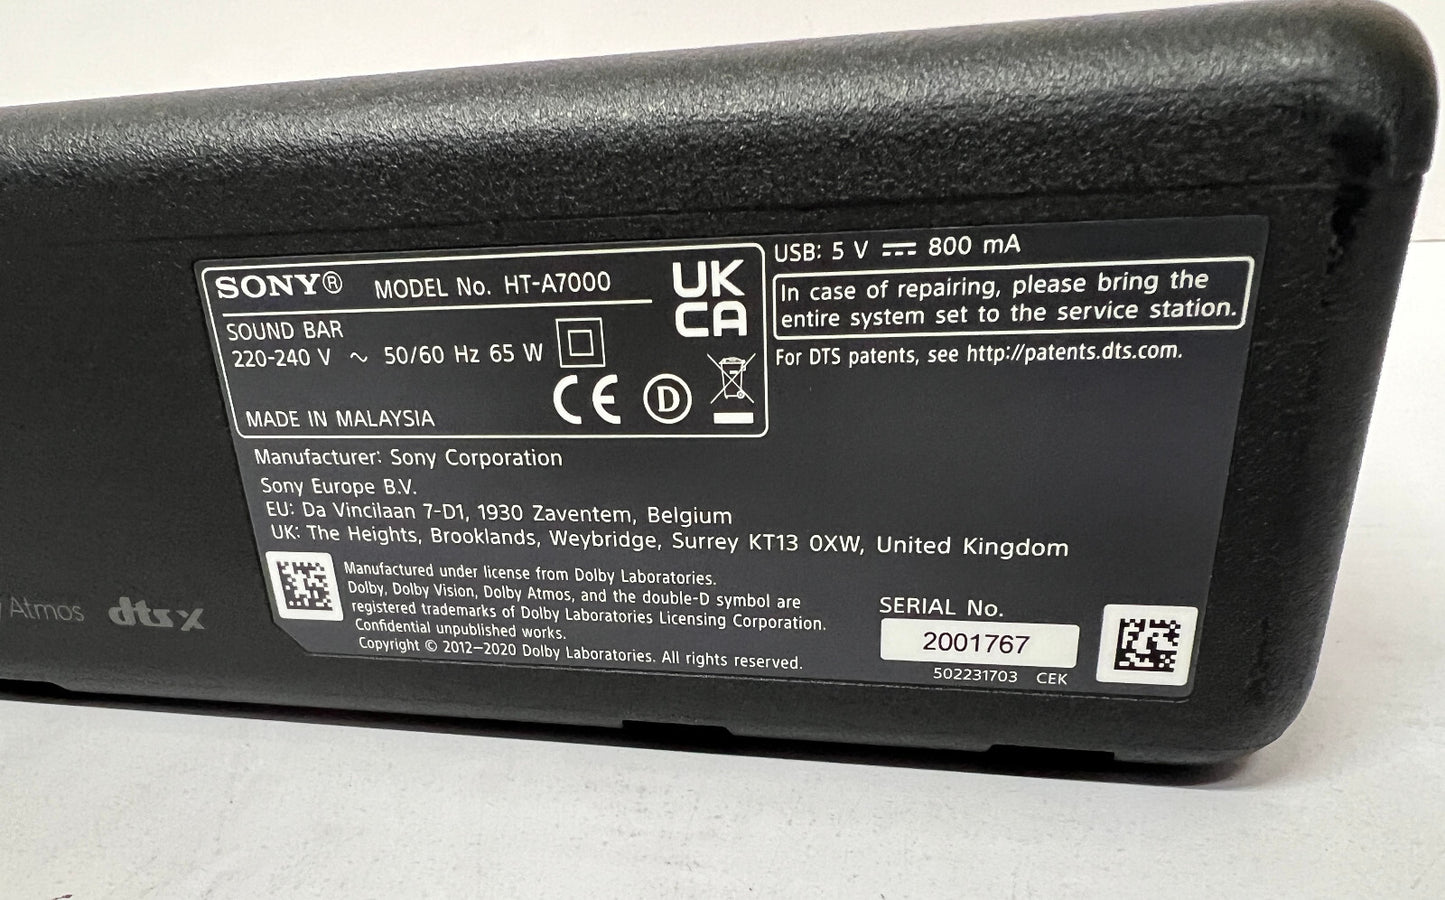 SONY® MODEL No. HT-A7000
UK
CA
SOUND BAR
220-240 V ~ 50/60 Hz 65 W
CE D
MADE IN MALAYSIA
USB: 5 V ⎓ 800 mA
In case of repairing, please bring the
entire system set to the service station.
For DTS patents, see http://patents.dts.com.
Manufacturer: Sony Corporation
Sony Europe B.V.
EU: Da Vincilaan 7-D1, 1930 Zaventem, Belgium
UK: The Heights, Brooklands, Weybridge, Surrey KT13 0XW, United Kingdom
Manufactured under license from Dolby Laboratories.
Dolby, Dolby Vision, Dolby Atmos, and the double-D symbol are
registered trademarks of Dolby Laboratories Licensing Corporation.
Confidential unpublished works.
Copyright © 2012–2020 Dolby Laboratories. All rights reserved.
SERIAL No.
2001767
502231703 CEK
Atmos dts x